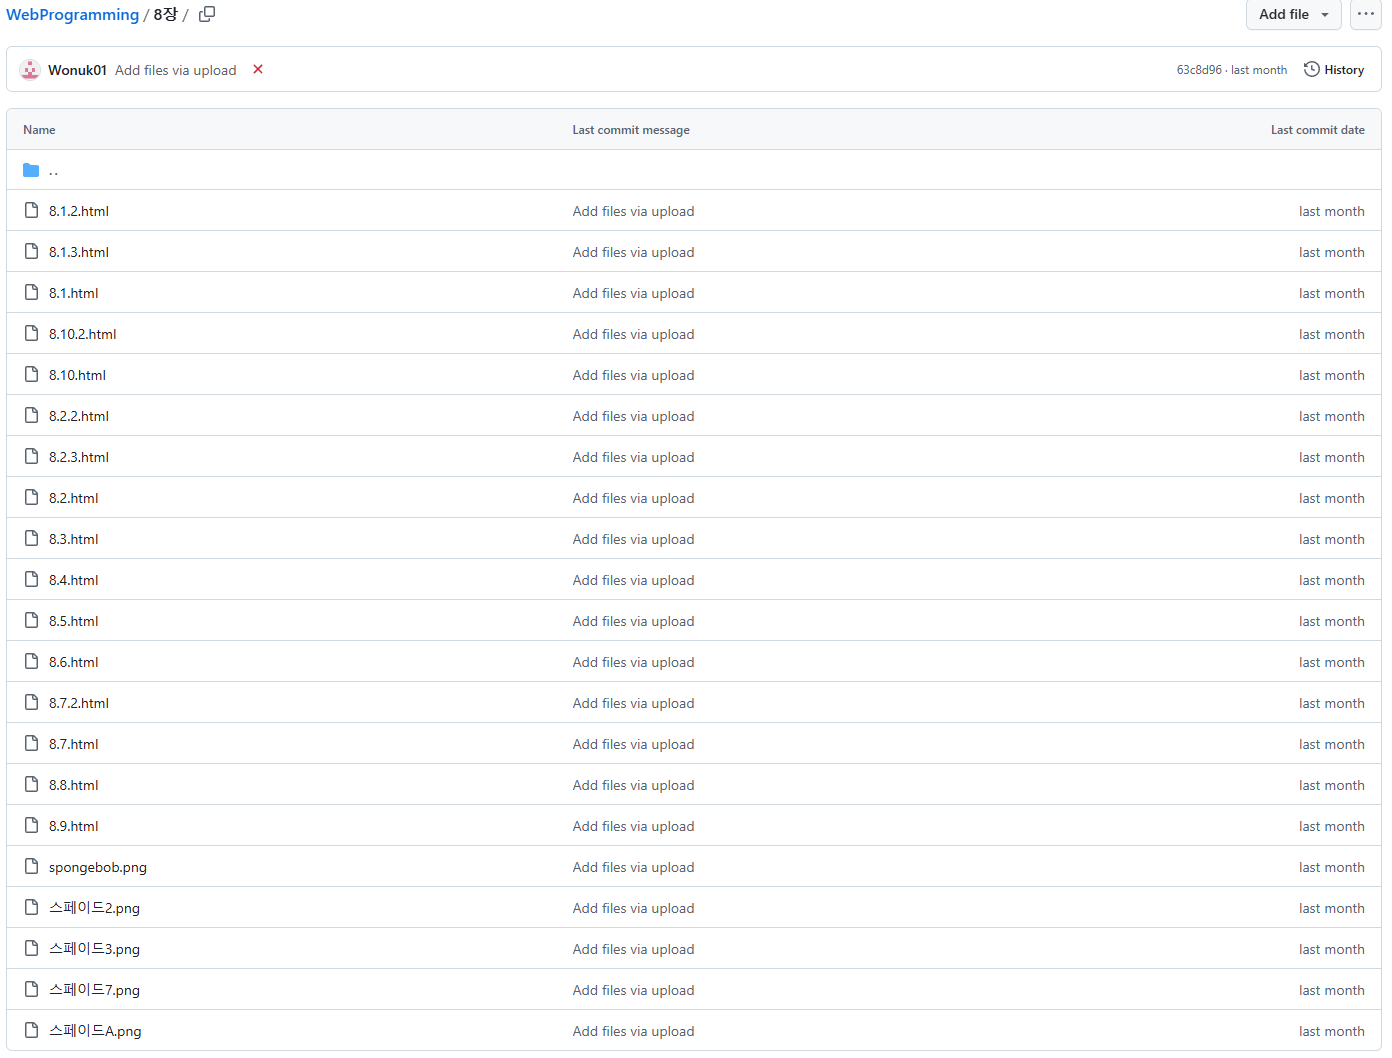 WebProgramming / 8장 /
Add file
Wonuk01 Add files via upload 63c8d96 · last month History
Name Last commit message Last commit date
..
8.1.2.html Add files via upload last month
8.1.3.html Add files via upload last month
8.1.html Add files via upload last month
8.10.2.html Add files via upload last month
8.10.html Add files via upload last month
8.2.2.html Add files via upload last month
8.2.3.html Add files via upload last month
8.2.html Add files via upload last month
8.3.html Add files via upload last month
8.4.html Add files via upload last month
8.5.html Add files via upload last month
8.6.html Add files via upload last month
8.7.2.html Add files via upload last month
8.7.html Add files via upload last month
8.8.html Add files via upload last month
8.9.html Add files via upload last month
spongebob.png Add files via upload last month
스페이드2.png Add files via upload last month
스페이드3.png Add files via upload last month
스페이드7.png Add files via upload last month
스페이드A.png Add files via upload last month